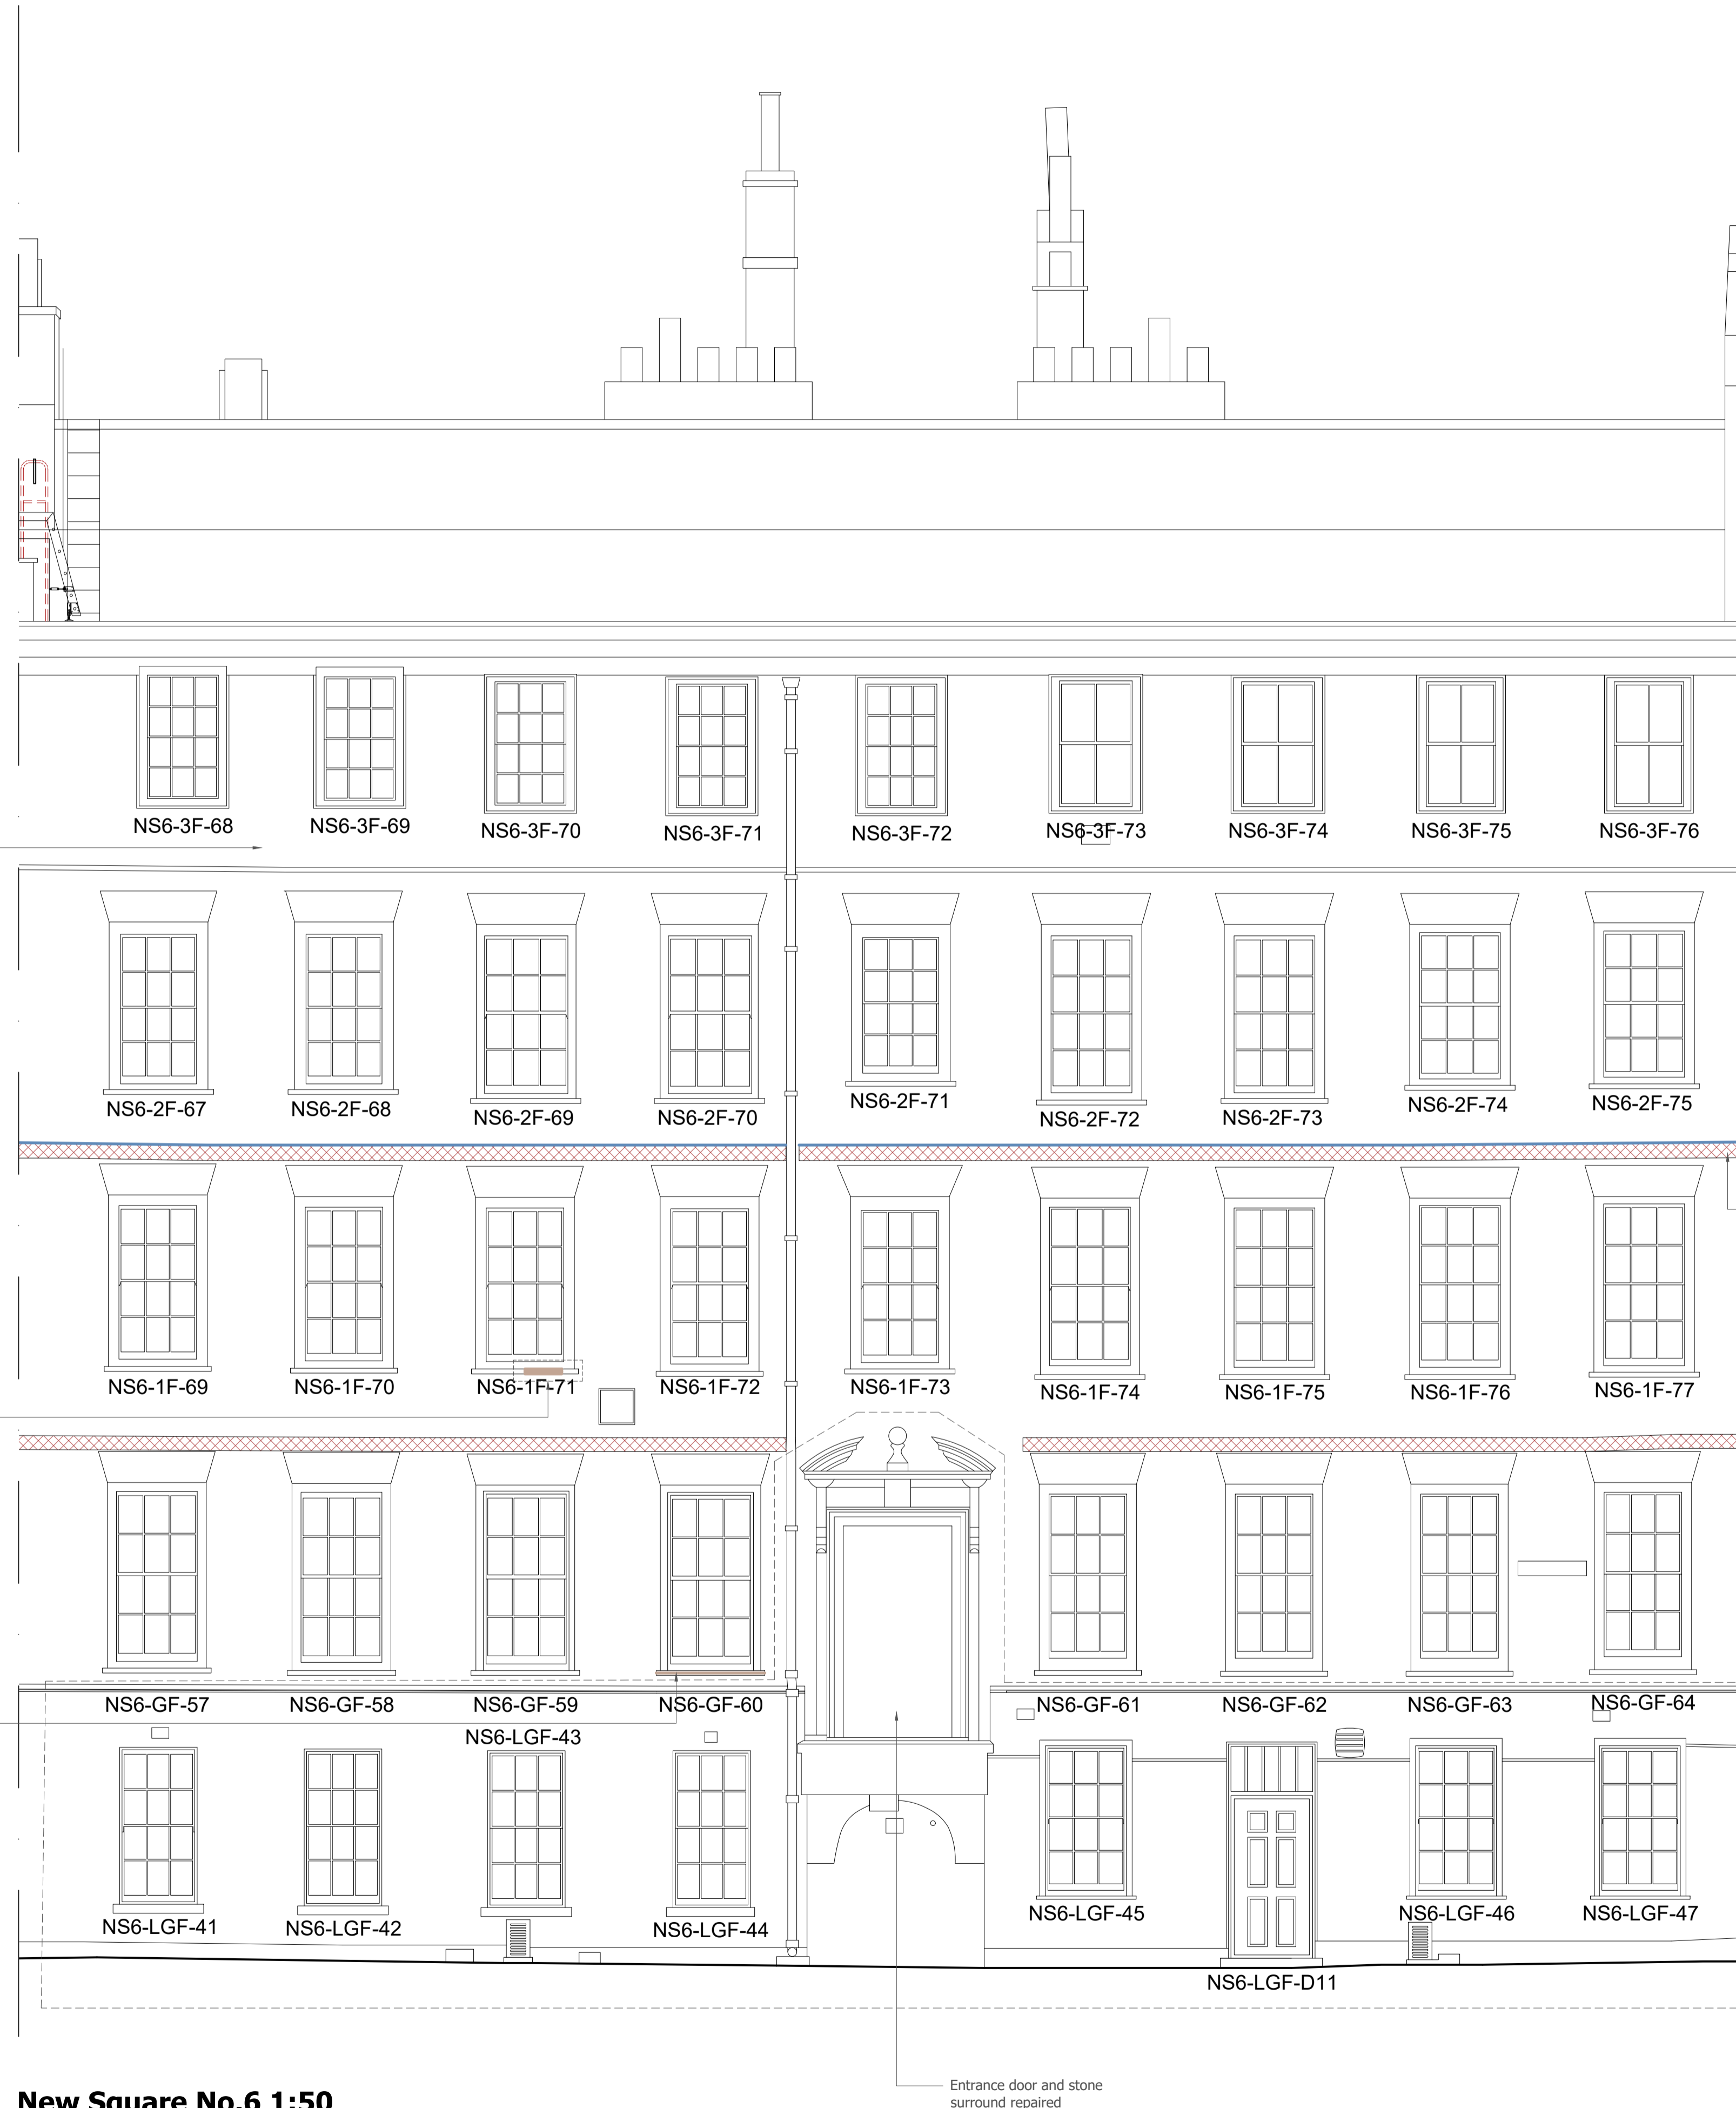 NS6-3F-68 NS6-3F-69 NS6-3F-70 NS6-3F-71 NS6-3F-72 NS6-3F-73 NS6-3F-74 NS6-3F-75 NS6-3F-76
NS6-2F-67 NS6-2F-68 NS6-2F-69 NS6-2F-70 NS6-2F-71 NS6-2F-72 NS6-2F-73 NS6-2F-74 NS6-2F-75
NS6-1F-69 NS6-1F-70 NS6-1F-71 NS6-1F-72 NS6-1F-73 NS6-1F-74 NS6-1F-75 NS6-1F-76 NS6-1F-77
NS6-GF-57 NS6-GF-58 NS6-GF-59 NS6-GF-60 NS6-GF-61 NS6-GF-62 NS6-GF-63 NS6-GF-64
NS6-LGF-43
NS6-LGF-41 NS6-LGF-42 NS6-LGF-44 NS6-LGF-45 NS6-LGF-46 NS6-LGF-47
NS6-LGF-D11
Entrance door and stone
surround repaired
New Square No.6 1:50